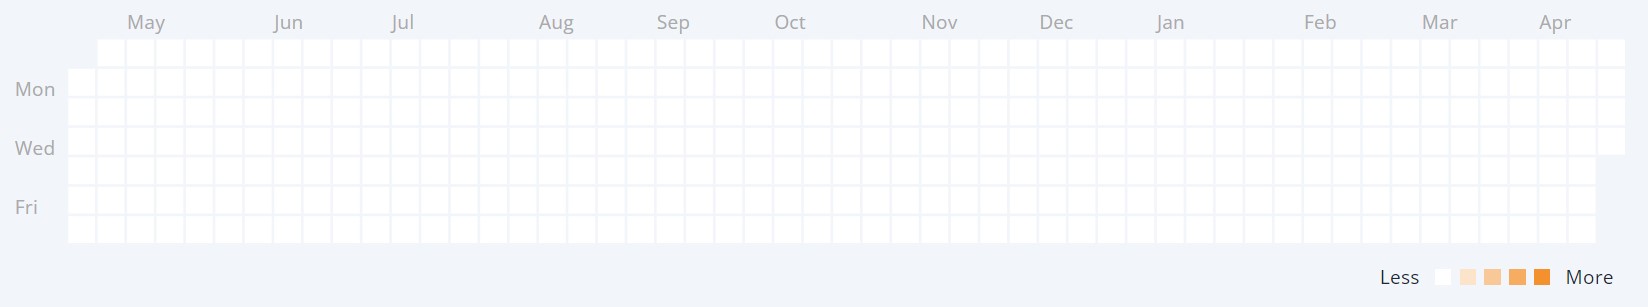 May Jun Jul Aug Sep Oct Nov Dec Jan Feb Mar Apr
Mon
Wed
Fri
Less More